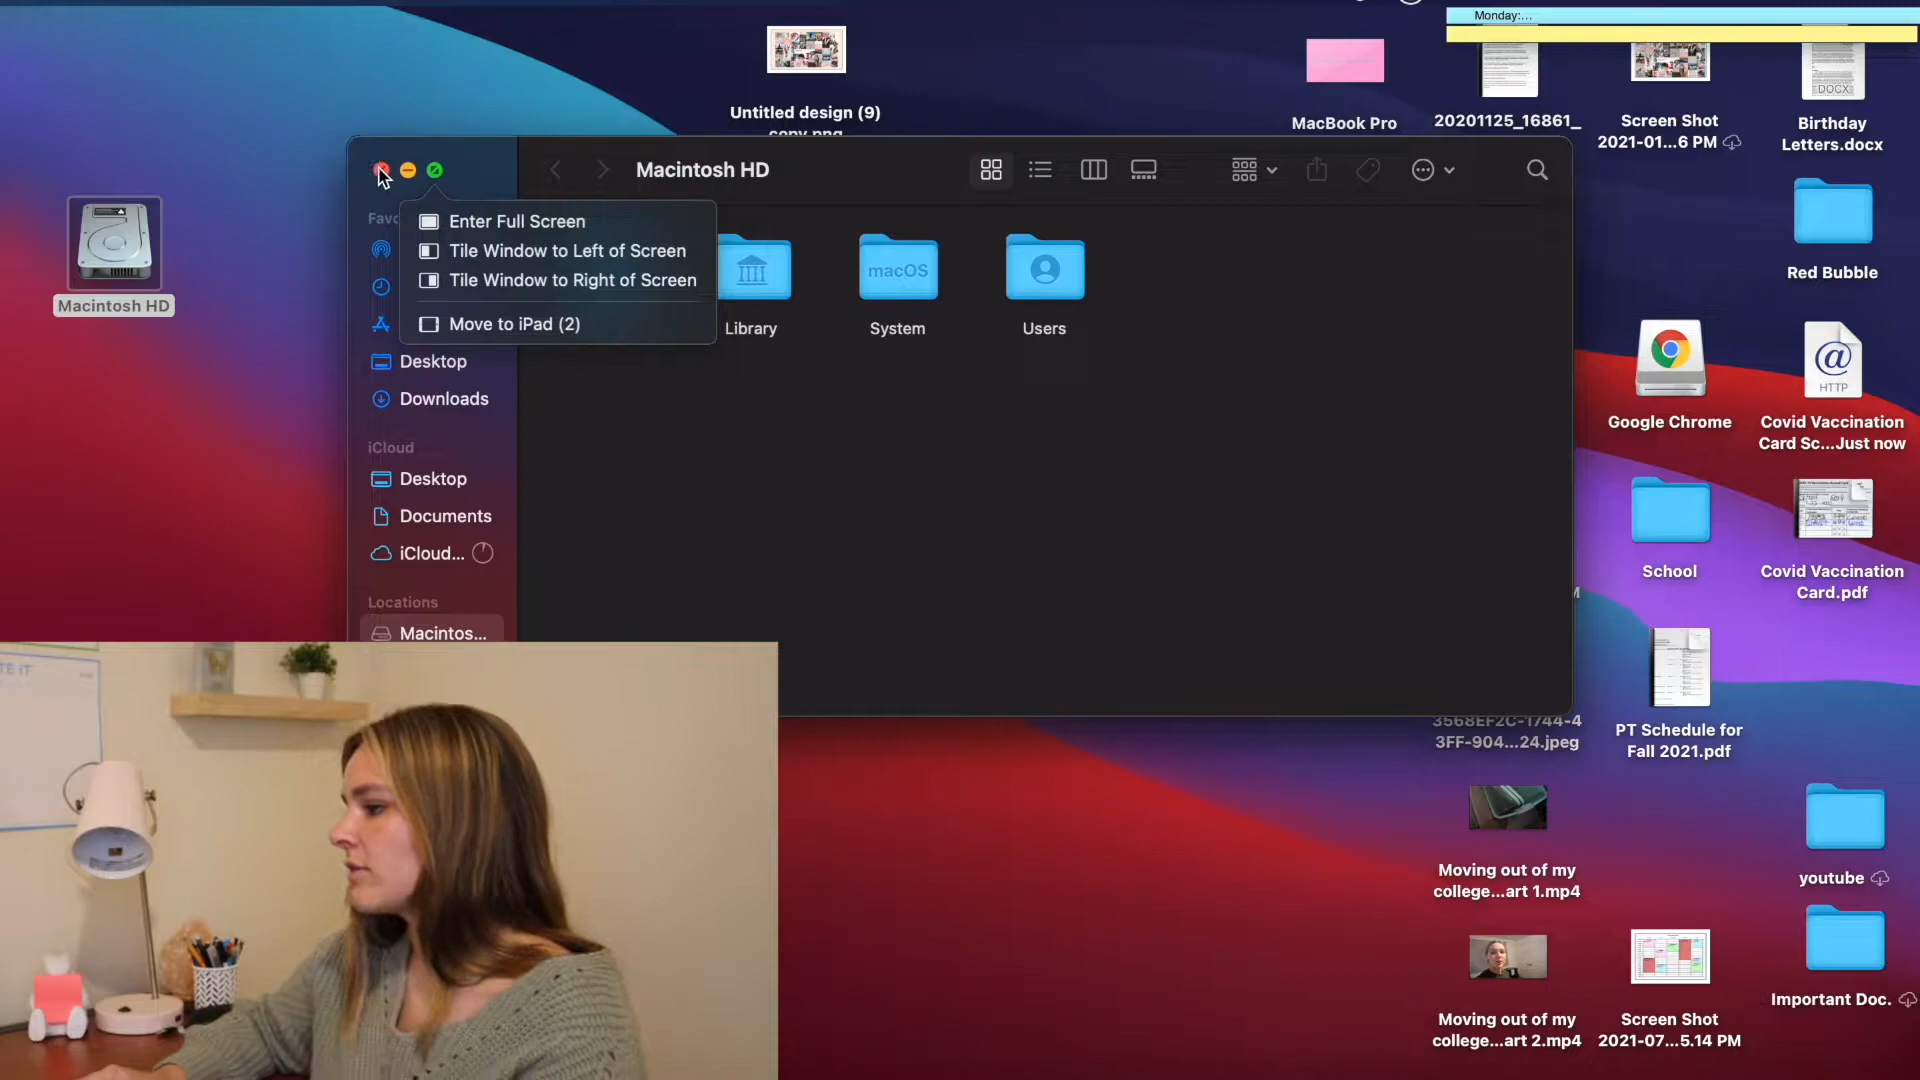 Monday:...
Untitled design (9)
MacBook Pro
20201125_16861_
Screen Shot
2021-01...6 PM
DOCX
Birthday
Letters.docx
Macintosh HD
Macintosh HD
Enter Full Screen
Tile Window to Left of Screen
Tile Window to Right of Screen
Move to iPad (2)
Desktop
Downloads
iCloud
Desktop
Documents
iCloud...
Locations
Macintos...
Library
macOS
System
Users
Red Bubble
Google Chrome
HTTP
Covid Vaccination
Card Sc...Just now
School
Covid Vaccination
Card.pdf
PT Schedule for
Fall 2021.pdf
3568EF2C-1744-4
3FF-904...24.jpeg
Moving out of my
college...art 1.mp4
youtube
Moving out of my
college...art 2.mp4
Screen Shot
2021-07...5.14 PM
Important Doc.